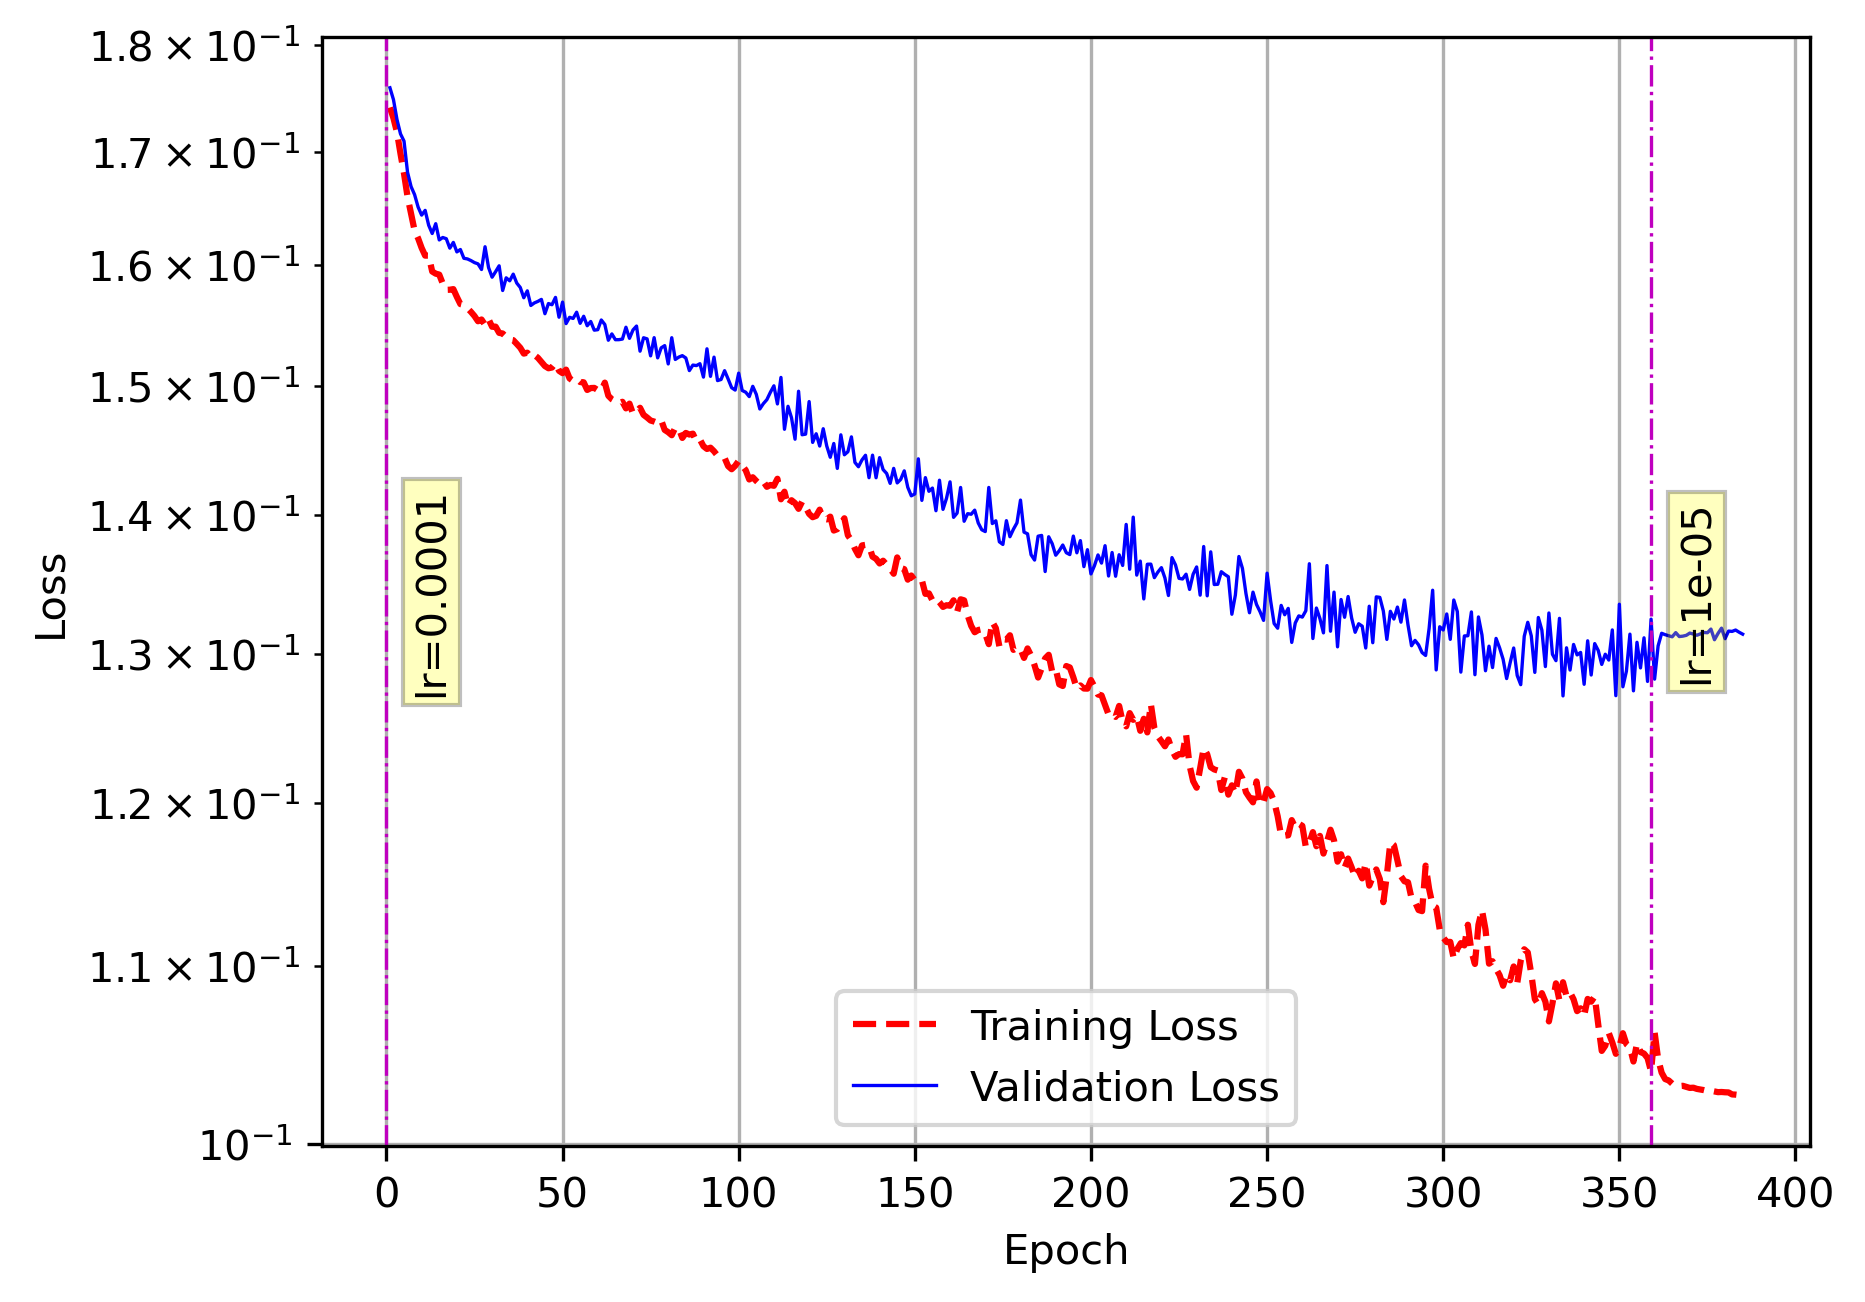 1.8 × 10⁻¹
1.7 × 10⁻¹
1.6 × 10⁻¹
1.5 × 10⁻¹
1.4 × 10⁻¹
1.3 × 10⁻¹
1.2 × 10⁻¹
1.1 × 10⁻¹
10⁻¹
Loss
lr=0.0001
lr=1e-05
Training Loss
Validation Loss
0 50 100 150 200 250 300 350 400
Epoch